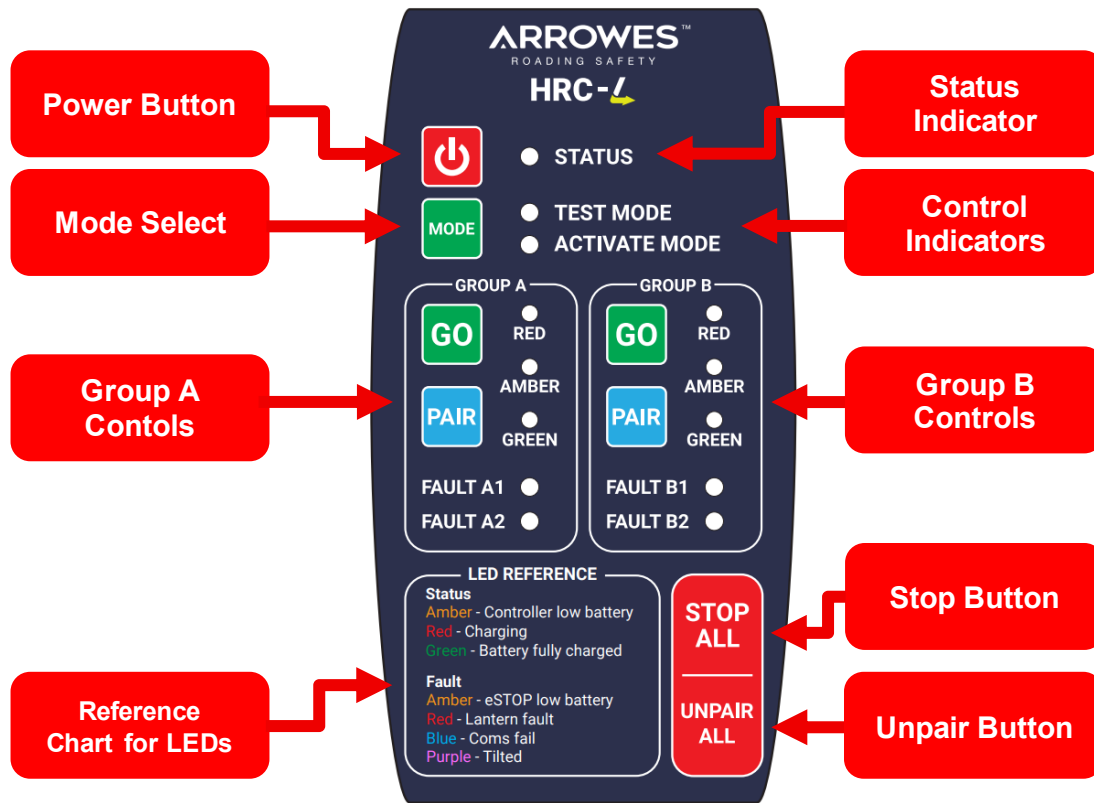 ARROWES™
ROADING SAFETY
HRC-L
Power Button
Status
Indicator
STATUS
Mode Select
MODE
TEST MODE
ACTIVATE MODE
Control
Indicators
GROUP A
GO
RED
AMBER
PAIR
GREEN
FAULT A1
FAULT A2
GROUP B
GO
RED
AMBER
PAIR
GREEN
FAULT B1
FAULT B2
Group A
Contols
Group B
Controls
LED REFERENCE
Status
Amber - Controller low battery
Red - Charging
Green - Battery fully charged
Fault
Amber - eSTOP low battery
Red - Lantern fault
Blue - Coms fail
Purple - Tilted
STOP
ALL
UNPAIR
ALL
Stop Button
Reference
Chart for LEDs
Unpair Button